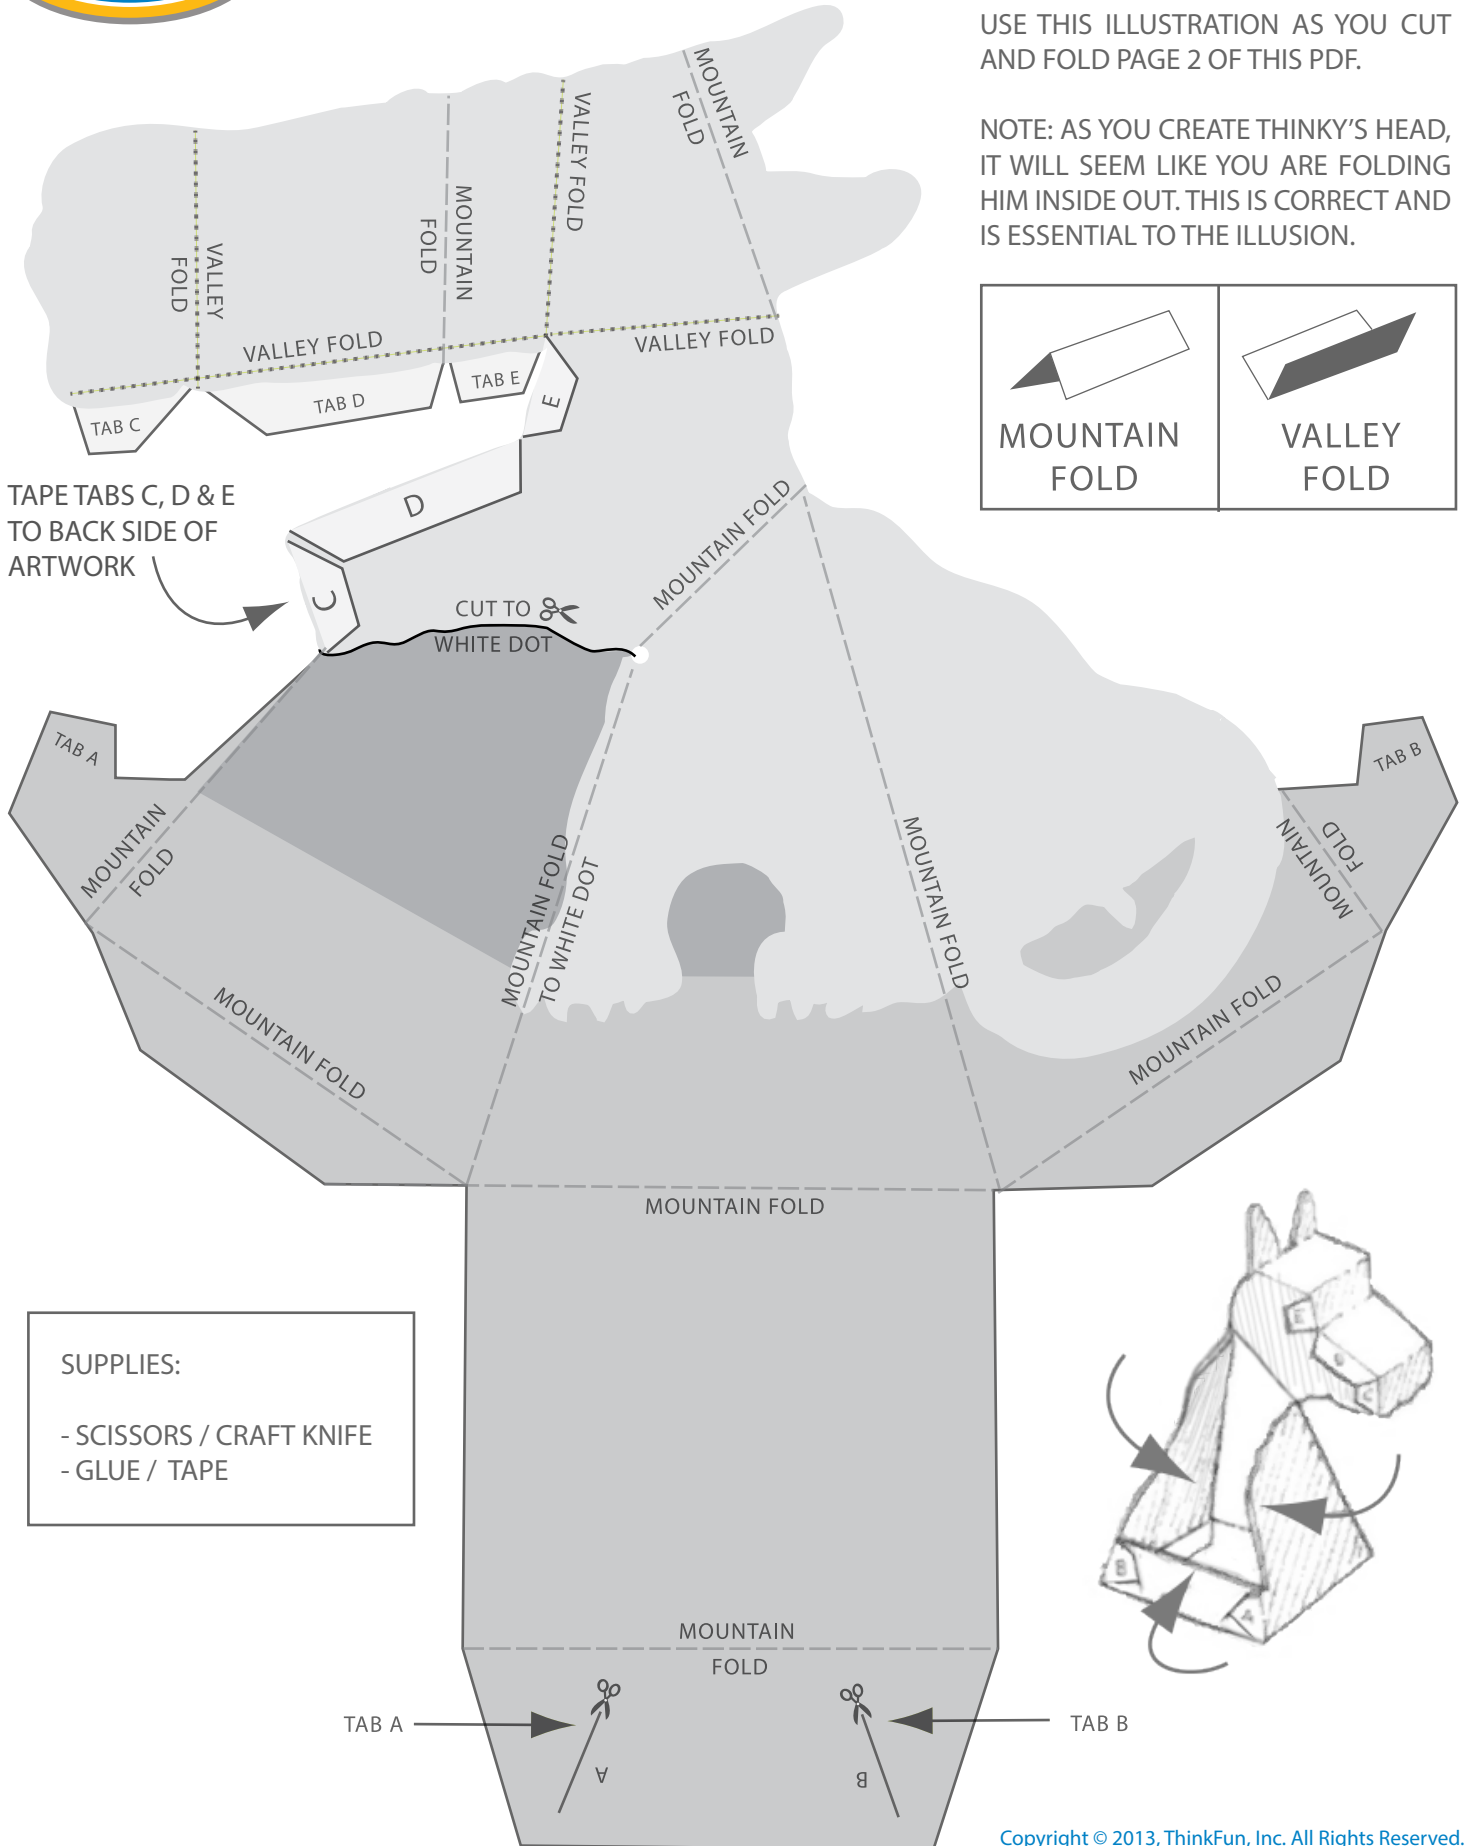 USE THIS ILLUSTRATION AS YOU CUT
AND FOLD PAGE 2 OF THIS PDF.
NOTE: AS YOU CREATE THINKY'S HEAD,
IT WILL SEEM LIKE YOU ARE FOLDING
HIM INSIDE OUT. THIS IS CORRECT AND
IS ESSENTIAL TO THE ILLUSION.
MOUNTAIN
FOLD
VALLEY
FOLD
MOUNTAIN
FOLD
VALLEY FOLD
MOUNTAIN
FOLD
VALLEY
FOLD
VALLEY FOLD
VALLEY FOLD
TAB C
TAB D
TAB E
E
D
C
TAPE TABS C, D & E
TO BACK SIDE OF
ARTWORK
CUT TO
WHITE DOT
MOUNTAIN FOLD
TAB A
TAB B
MOUNTAIN
FOLD
MOUNTAIN FOLD
TO WHITE DOT
MOUNTAIN FOLD
MOUNTAIN
FOLD
MOUNTAIN FOLD
MOUNTAIN FOLD
MOUNTAIN FOLD
SUPPLIES:
- SCISSORS / CRAFT KNIFE
- GLUE / TAPE
E
C
B
A
MOUNTAIN
FOLD
TAB A
TAB B
A
B
Copyright © 2013, ThinkFun, Inc. All Rights Reserved.